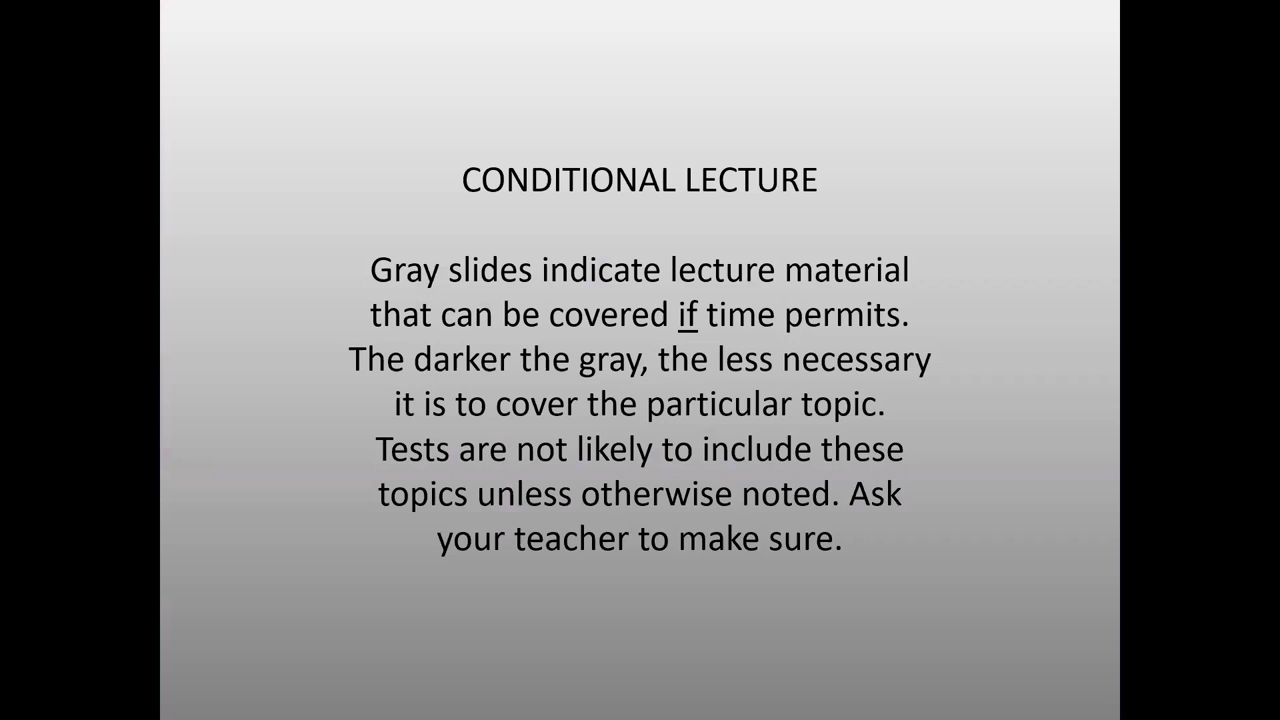 CONDITIONAL LECTURE
Gray slides indicate lecture material
that can be covered if time permits.
The darker the gray, the less necessary
it is to cover the particular topic.
Tests are not likely to include these
topics unless otherwise noted. Ask
your teacher to make sure.